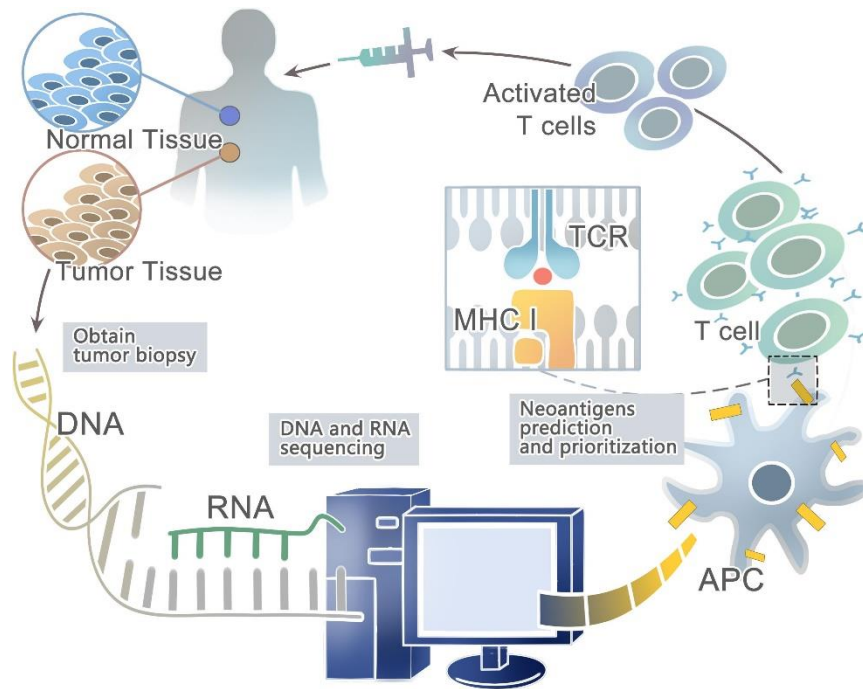 Normal Tissue
Tumor Tissue
Obtain
tumor biopsy
DNA
RNA
DNA and RNA
sequencing
Neoantigens
prediction
and prioritization
APC
T cell
TCR
MHC I
Activated
T cells